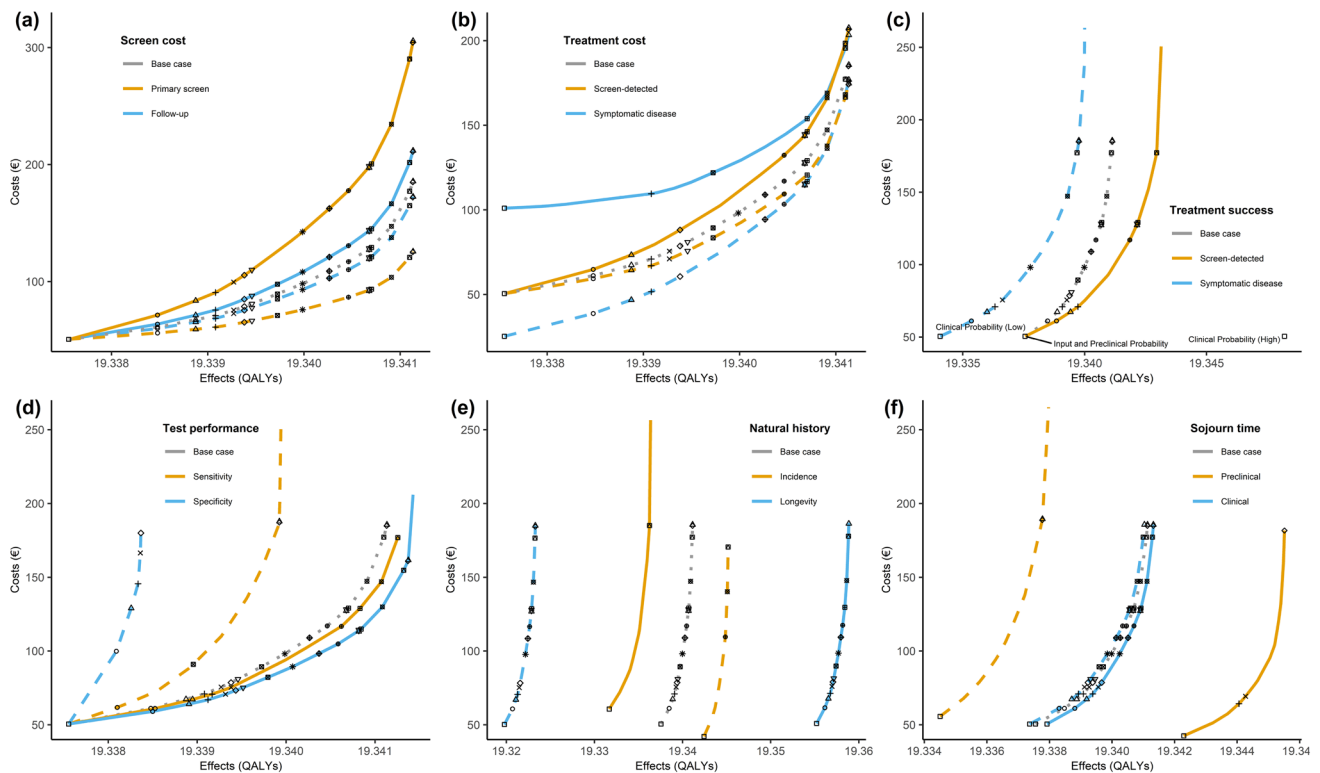 (a)
Screen cost
Base case
Primary screen
Follow-up
300
200
100
Costs (€)
19.338
19.339
19.340
19.341
Effects (QALYs)
(b)
Treatment cost
Base case
Screen-detected
Symptomatic disease
200
150
100
50
Costs (€)
19.338
19.339
19.340
19.341
Effects (QALYs)
(c)
250
200
150
100
50
Costs (€)
Treatment success
Base case
Screen-detected
Symptomatic disease
Clinical Probability (Low)
Input and Preclinical Probability
Clinical Probability (High)
19.335
19.340
19.345
Effects (QALYs)
(d)
Test performance
Base case
Sensitivity
Specificity
250
200
150
100
50
Costs (€)
19.338
19.339
19.340
19.341
Effects (QALYs)
(e)
Natural history
Base case
Incidence
Longevity
250
200
150
100
50
Costs (€)
19.32
19.33
19.34
19.35
19.36
Effects (QALYs)
(f)
Sojourn time
Base case
Preclinical
Clinical
250
200
150
100
50
Costs (€)
19.334
19.336
19.338
19.340
19.342
19.344
19.34
Effects (QALYs)